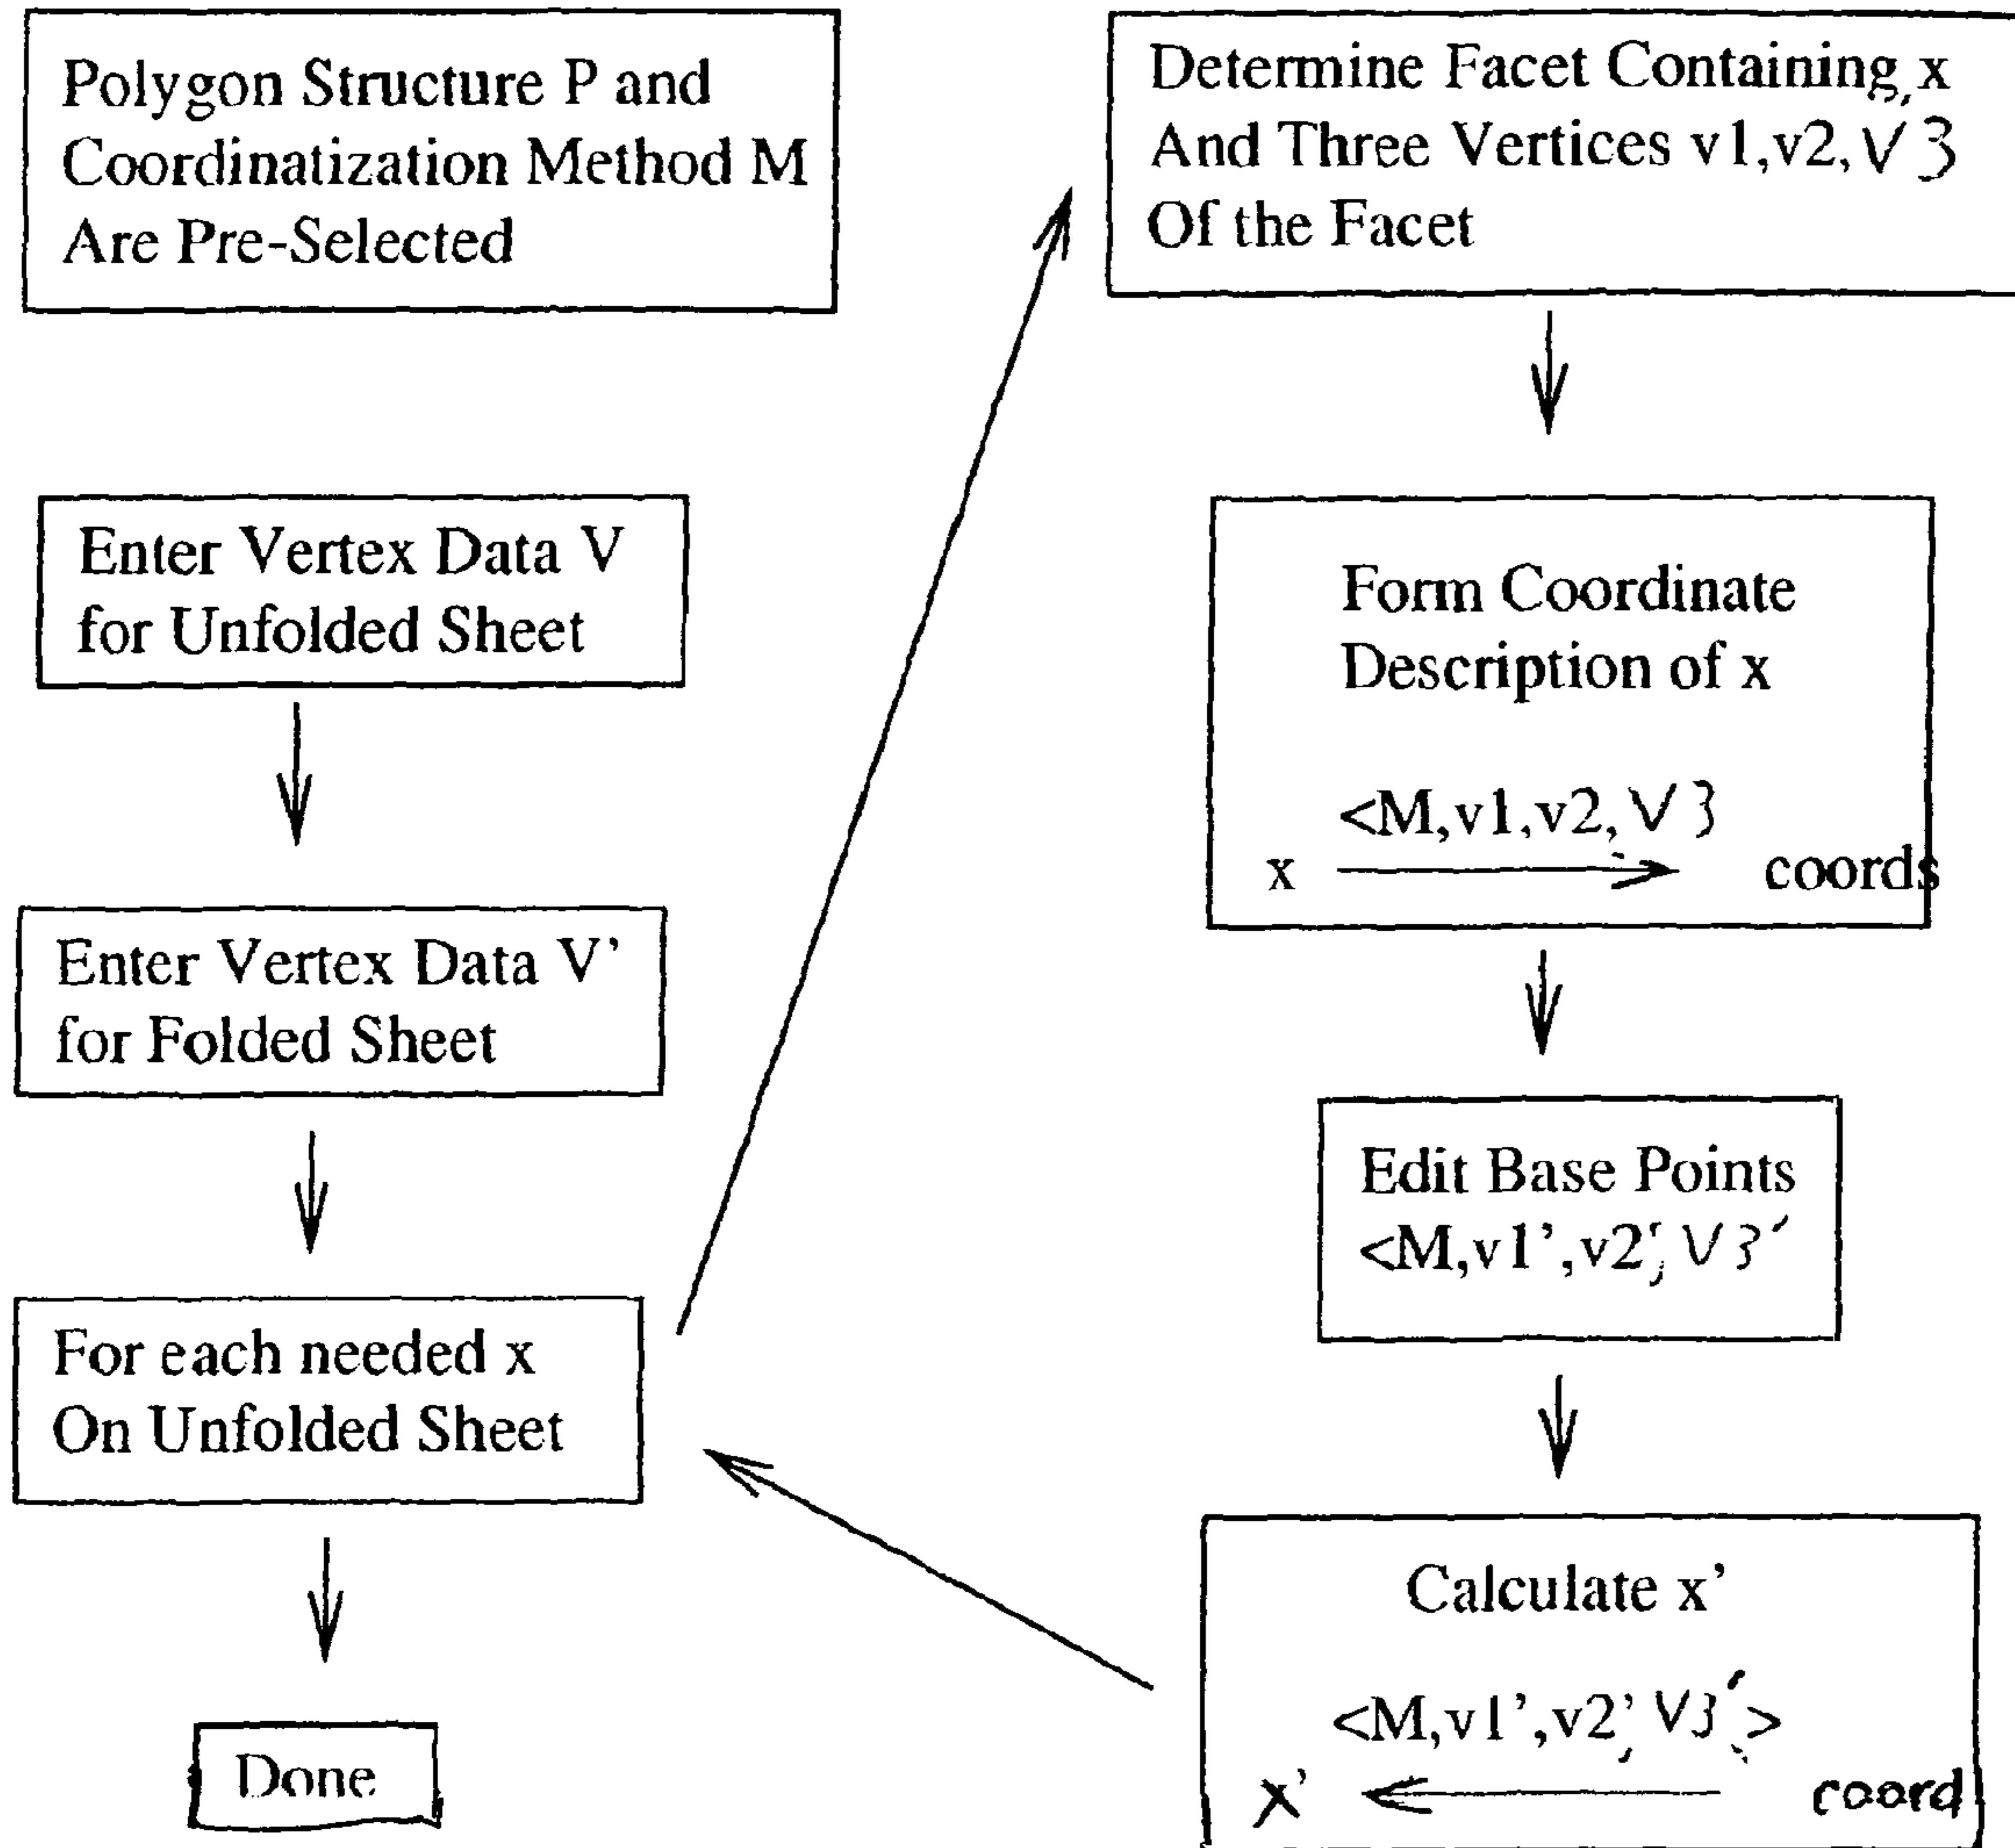 Polygon Structure P and
Coordinatization Method M
Are Pre-Selected
Enter Vertex Data V
for Unfolded Sheet
Enter Vertex Data V'
for Folded Sheet
For each needed x
On Unfolded Sheet
Done
Determine Facet Containing x
And Three Vertices v1,v2,V3
Of the Facet
Form Coordinate
Description of x
<M,v1,v2,V3
x coords
Edit Base Points
<M,v1',v2',V3'
Calculate x'
<M,v1',v2',V3'>
x' coord